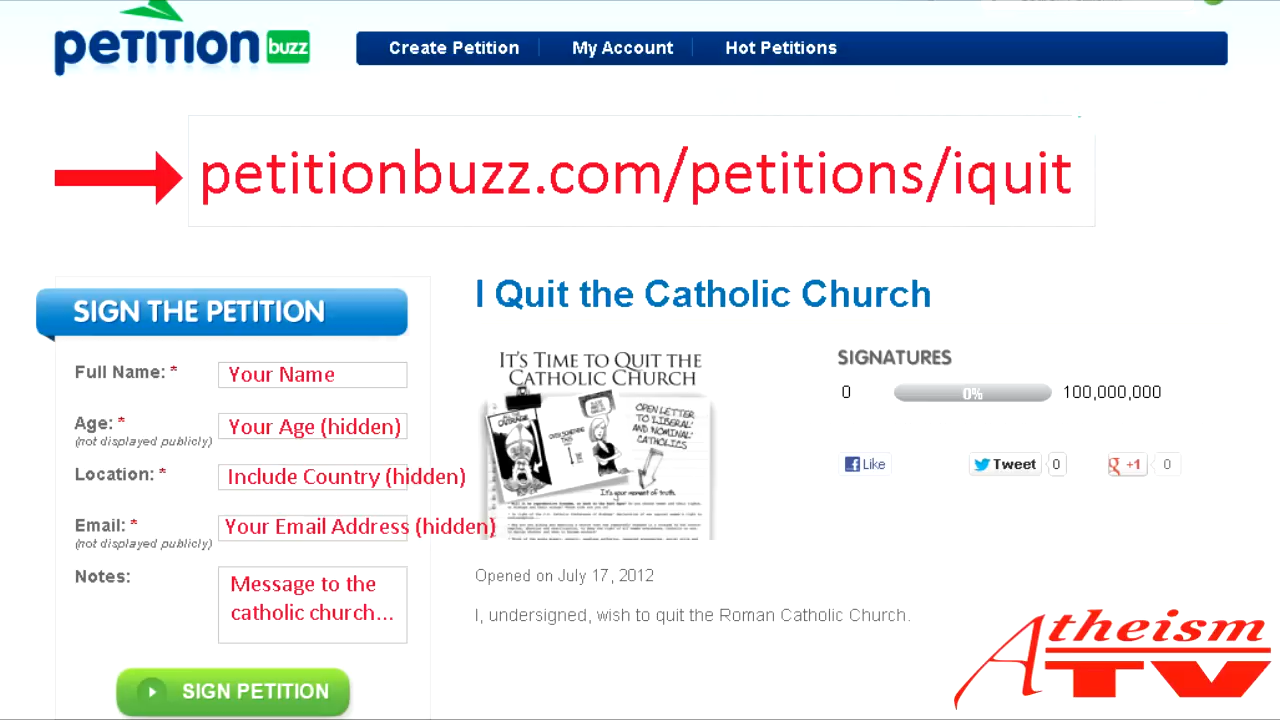 petition buzz
Create Petition
My Account
Hot Petitions
petitionbuzz.com/petitions/iquit
SIGN THE PETITION
Full Name: *
Your Name
Age: *
(not displayed publicly)
Your Age (hidden)
Location: *
Include Country (hidden)
Email: *
(not displayed publicly)
Your Email Address (hidden)
Notes:
Message to the
catholic church...
SIGN PETITION
I Quit the Catholic Church
IT'S TIME TO QUIT THE
CATHOLIC CHURCH
OPEN LETTER
TO 'LIBERAL'
AND 'NOMINAL'
CATHOLICS
It's your moment of truth.
SIGNATURES
0
0%
100,000,000
Like
Tweet
0
+1
0
Opened on July 17, 2012
I, undersigned, wish to quit the Roman Catholic Church.
Atheism
TV